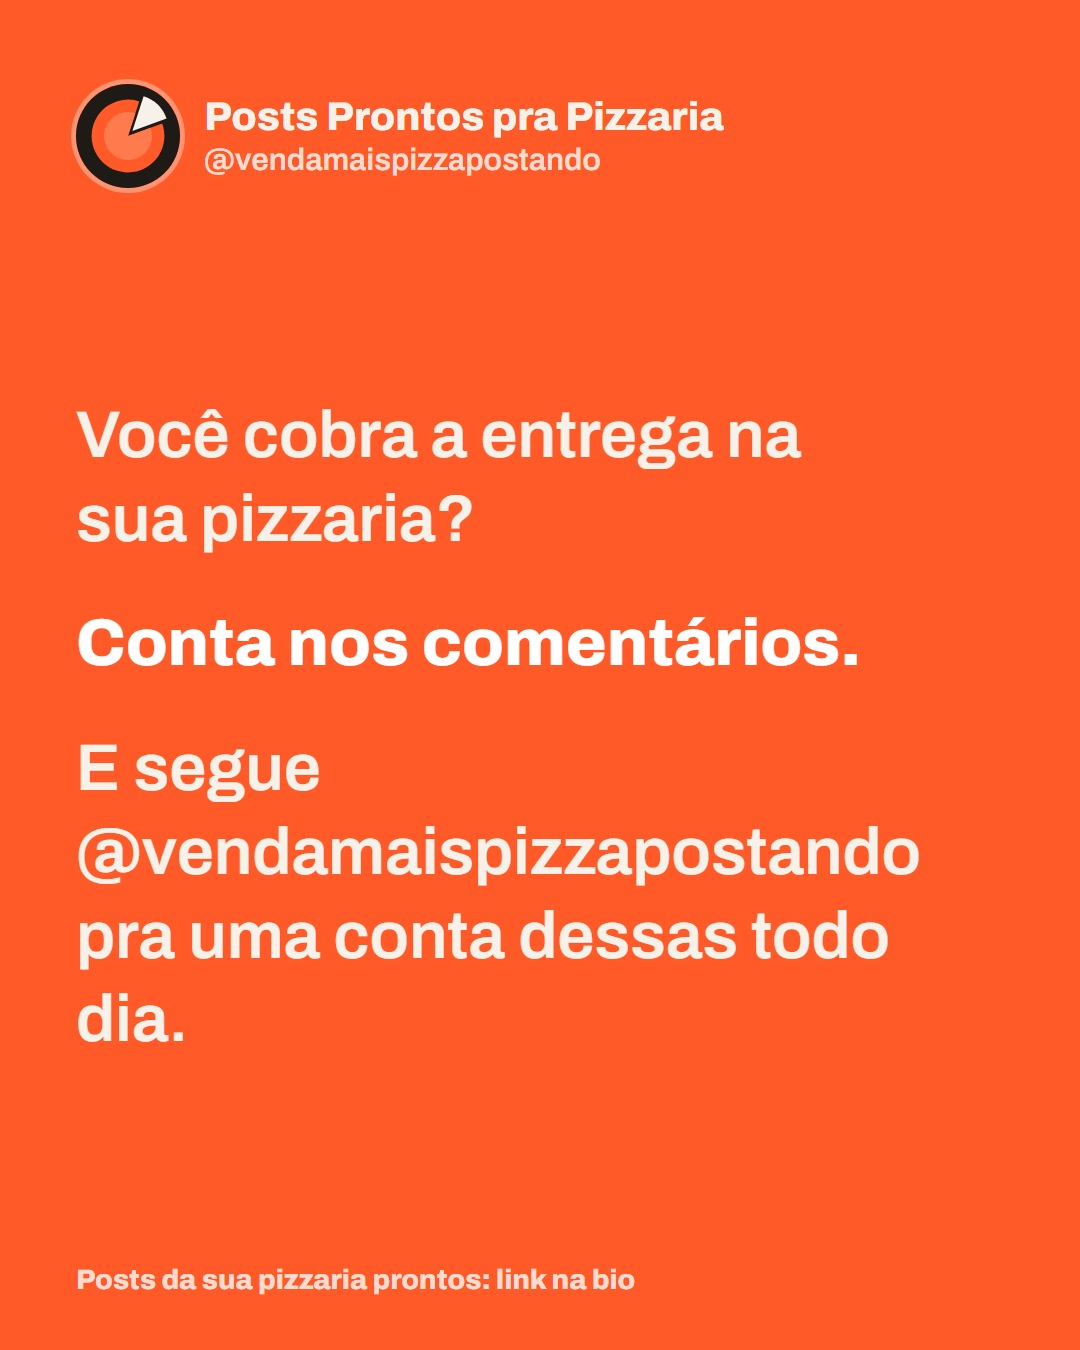 Posts Prontos pra Pizzaria
@vendamaispizzapostando
Você cobra a entrega na
sua pizzaria?
Conta nos comentários.
E segue
@vendamaispizzapostando
pra uma conta dessas todo
dia.
Posts da sua pizzaria prontos: link na bio